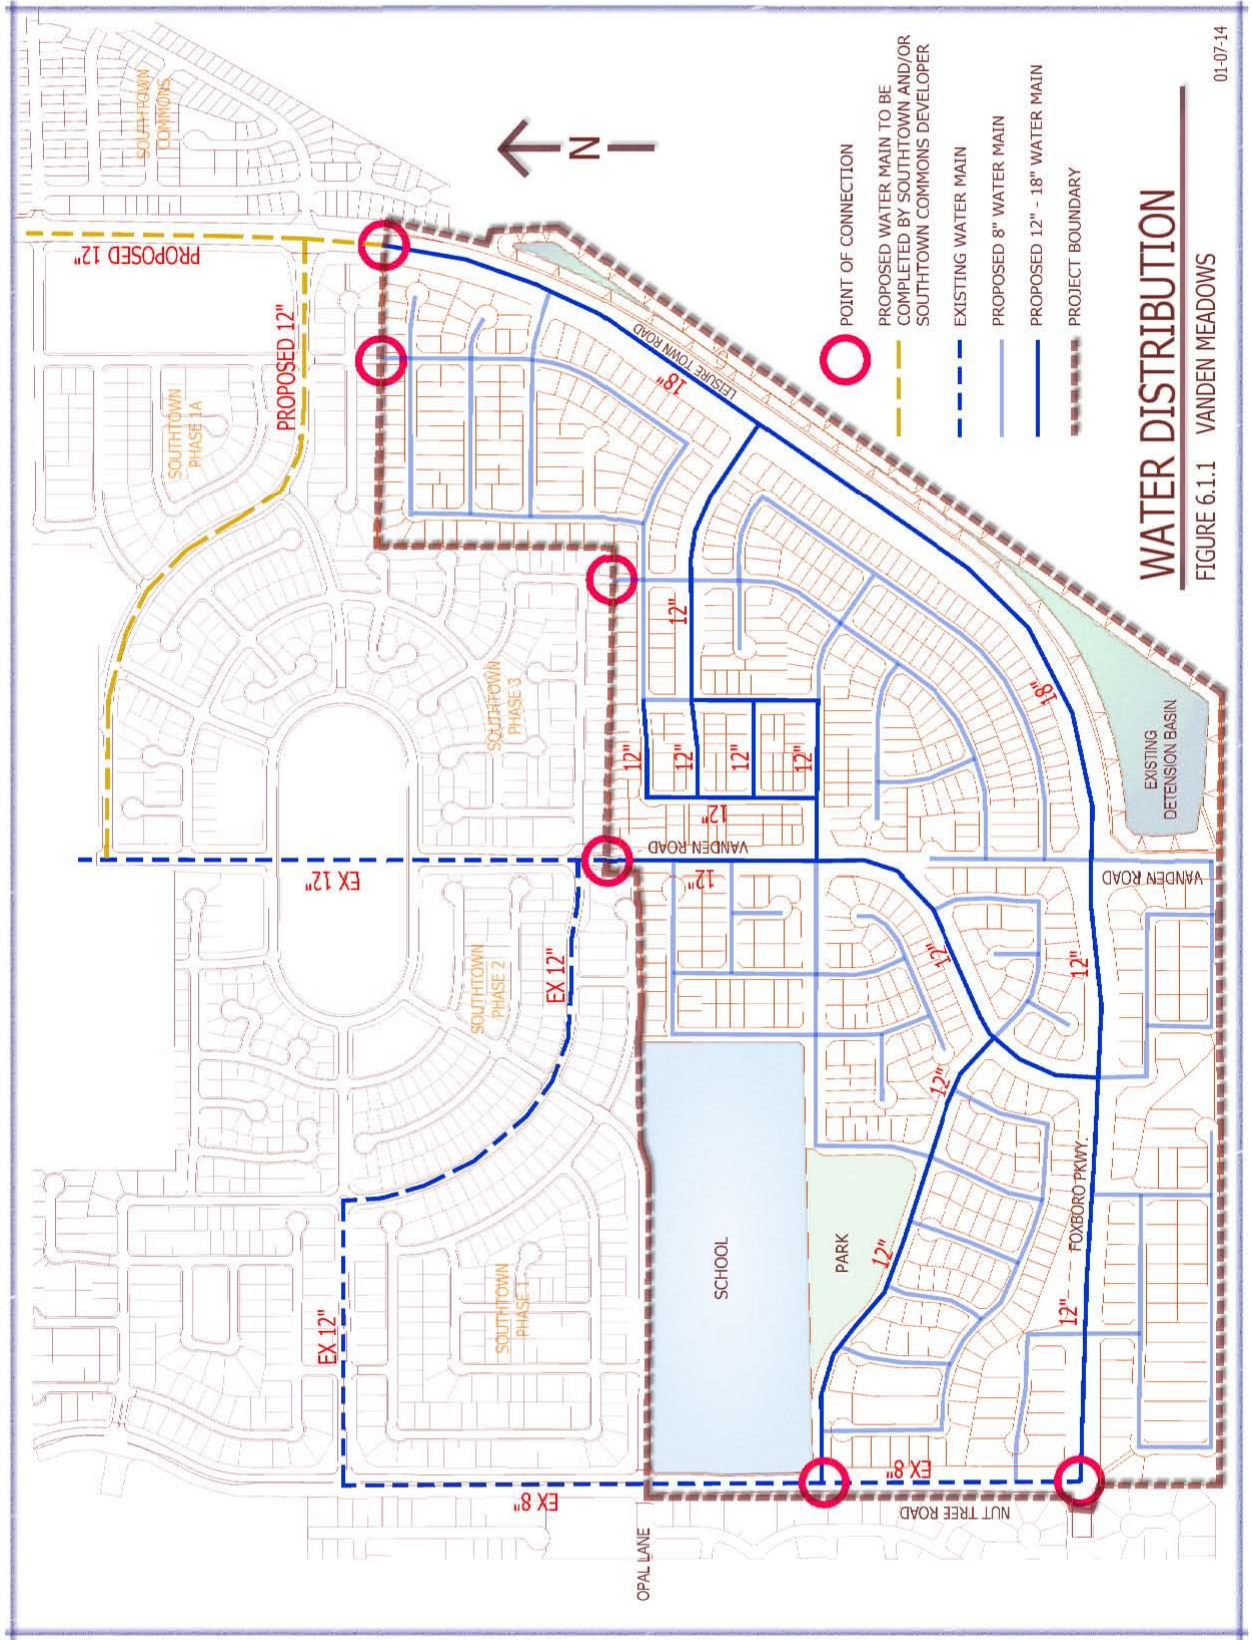 SOUTHTOWN
COMMONS
PROPOSED 12"
PROPOSED 12"
SOUTHTOWN
PHASE 1A
SOUTHTOWN
PHASE 3
EX 12"
SOUTHTOWN
PHASE 2
EX 12"
EX 12"
SOUTHTOWN
PHASE 1
EX 8"
OPAL LANE
NUT TREE ROAD
EX 8"
SCHOOL
PARK
12"
12"
12"
12"
12"
FOXBORO PKWY.
VANDEN ROAD
12"
VANDEN ROAD
12"
12"
12"
12"
12"
12"
LEISURE TOWN ROAD
18"
18"
EXISTING
DETENSION BASIN
N
POINT OF CONNECTION
PROPOSED WATER MAIN TO BE
COMPLETED BY SOUTHTOWN AND/OR
SOUTHTOWN COMMONS DEVELOPER
EXISTING WATER MAIN
PROPOSED 8" WATER MAIN
PROPOSED 12" - 18" WATER MAIN
PROJECT BOUNDARY
WATER DISTRIBUTION
FIGURE 6.1.1 VANDEN MEADOWS
01-07-14